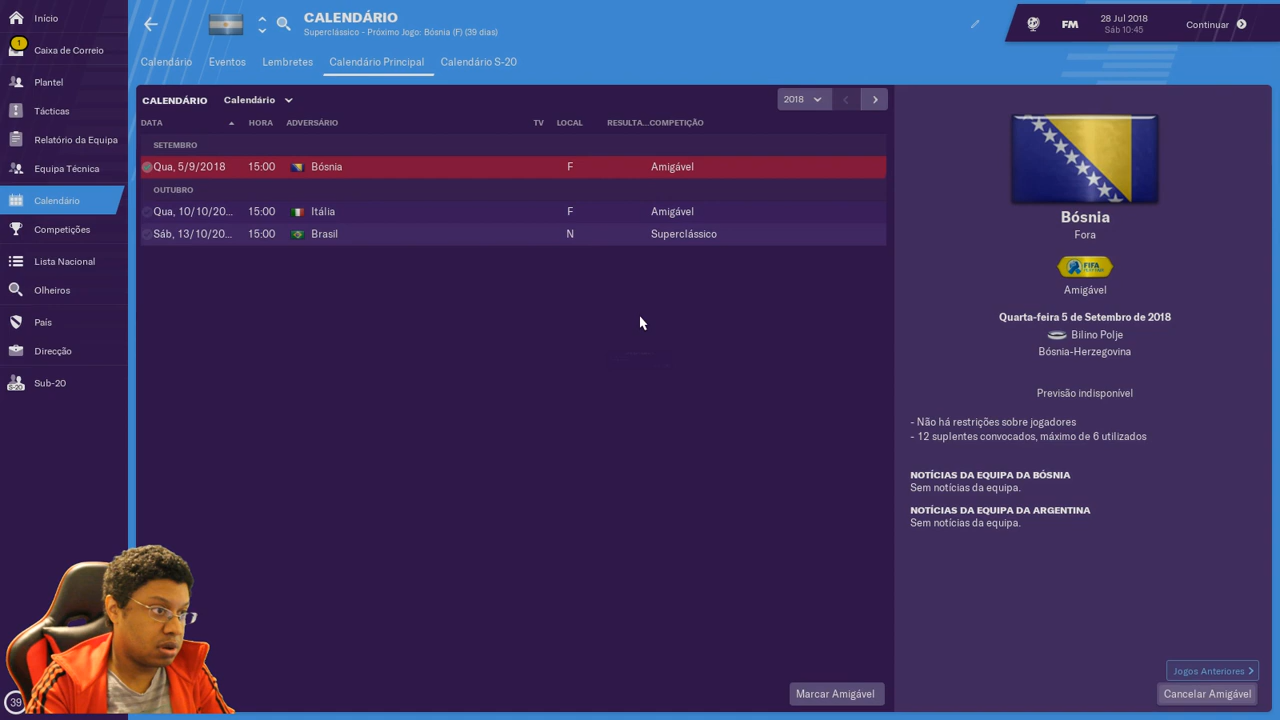 Início
1
Caixa de Correio
Plantel
Tácticas
Relatório da Equipa
Equipa Técnica
Calendário
Competições
Lista Nacional
Olheiros
País
Direcção
S-20
Sub-20
39
CALENDÁRIO
Superclássico - Próximo Jogo: Bósnia (F) (39 dias)
FM
28 Jul 2018
Sáb 10:45
Continuar
Calendário
Eventos
Lembretes
Calendário Principal
Calendário S-20
CALENDÁRIO
Calendário
2018
DATA
HORA
ADVERSÁRIO
TV
LOCAL
RESULTA...
COMPETIÇÃO
SETEMBRO
Qua, 5/9/2018 15:00 Bósnia F Amigável
OUTUBRO
Qua, 10/10/20... 15:00 Itália F Amigável
Sáb, 13/10/20... 15:00 Brasil N Superclássico
Marcar Amigável
Bósnia
Fora
FIFA
Amigável
Quarta-feira 5 de Setembro de 2018
Bilino Polje
Bósnia-Herzegovina
Previsão indisponível
- Não há restrições sobre jogadores
- 12 suplentes convocados, máximo de 6 utilizados
NOTÍCIAS DA EQUIPA DA BÓSNIA
Sem notícias da equipa.
NOTÍCIAS DA EQUIPA DA ARGENTINA
Sem notícias da equipa.
Jogos Anteriores
Cancelar Amigável